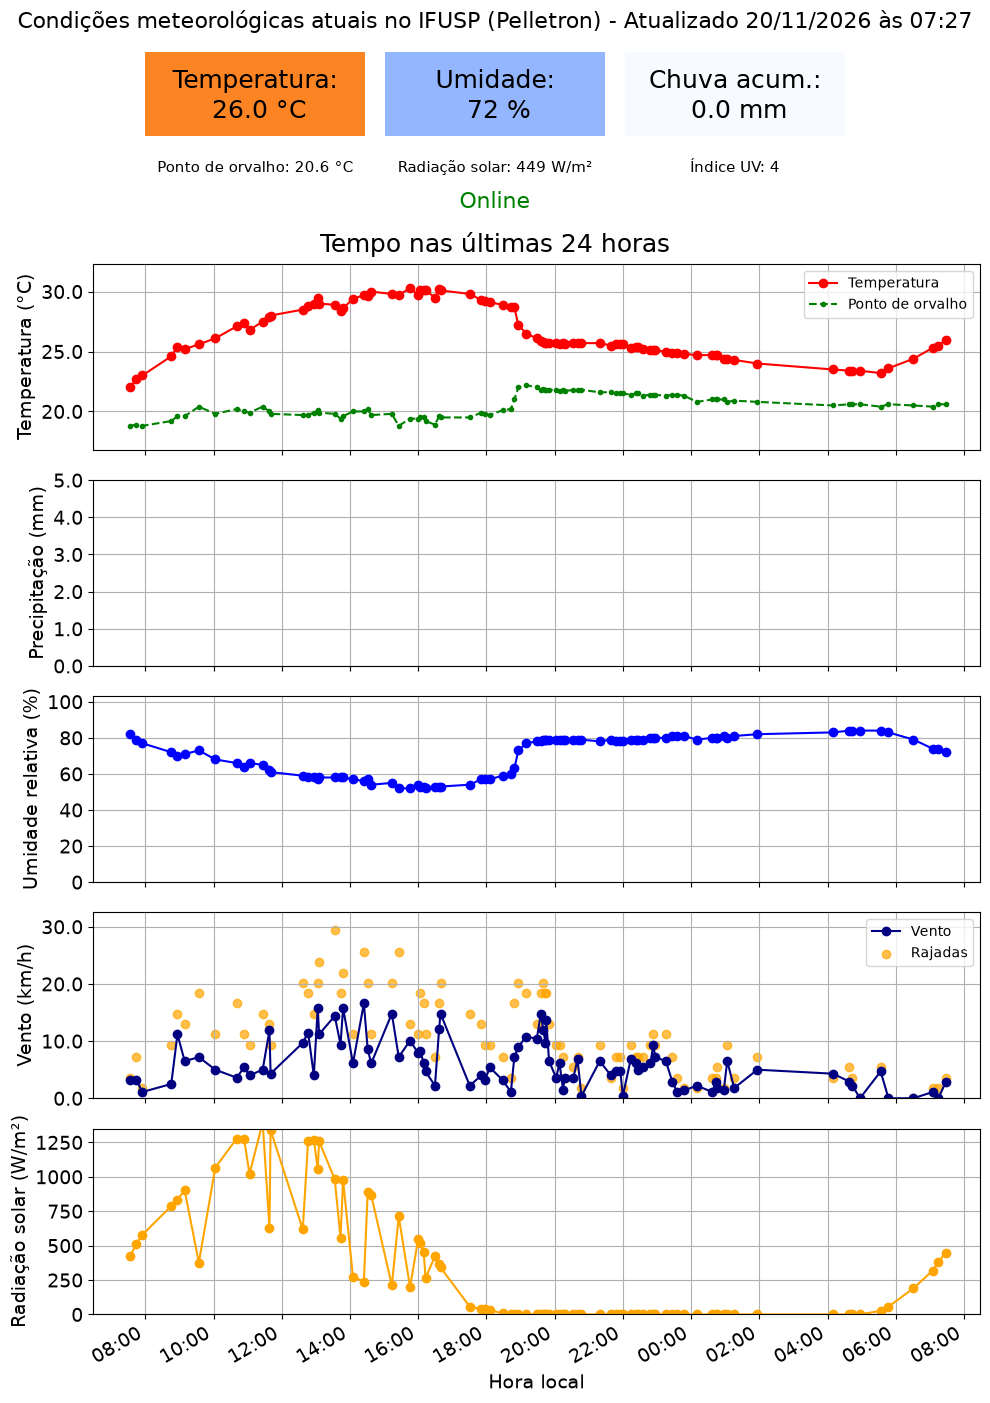 Condições meteorológicas atuais no IFUSP (Pelletron) - Atualizado 20/11/2026 às 07:27
Temperatura:
26.0 °C
Umidade:
72 %
Chuva acum.:
0.0 mm
Ponto de orvalho: 20.6 °C
Radiação solar: 449 W/m²
Índice UV: 4
Online
Tempo nas últimas 24 horas
Temperatura (°C)
30.0
25.0
20.0
Temperatura
Ponto de orvalho
Precipitação (mm)
5.0
4.0
3.0
2.0
1.0
0.0
Umidade relativa (%)
100
80
60
40
20
0
Vento (km/h)
30.0
20.0
10.0
0.0
Vento
Rajadas
Radiação solar (W/m²)
1250
1000
750
500
250
0
08:00
10:00
12:00
14:00
16:00
18:00
20:00
22:00
00:00
02:00
04:00
06:00
08:00
Hora local